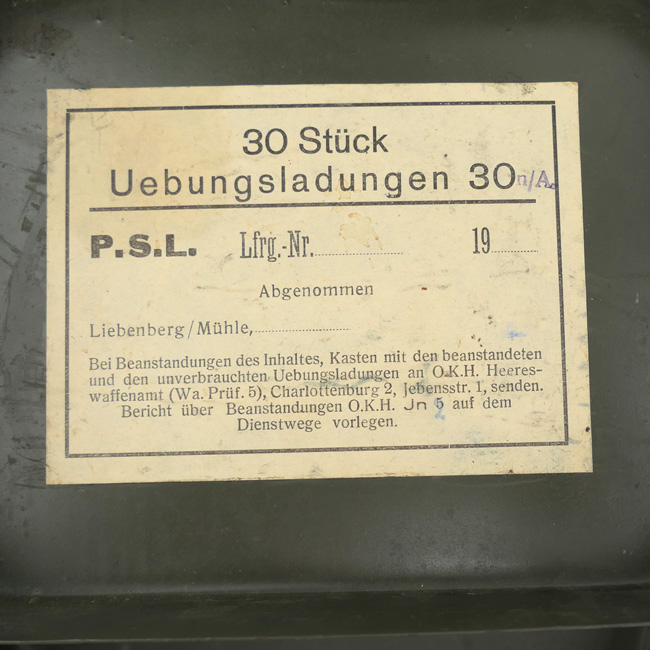 30 Stück
Uebungsladungen 30 n/A.
P.S.L. Lfrg.-Nr. 19
Abgenommen
Liebenberg/Mühle,
Bei Beanstandungen des Inhaltes, Kasten mit den beanstandeten
und den unverbrauchten Uebungsladungen an O.K.H. Heeres-
waffenamt (Wa. Prüf. 5), Charlottenburg 2, Jebensstr. 1, senden.
Bericht über Beanstandungen O.K.H. Jn 5 auf dem
2
Dienstwege vorlegen.